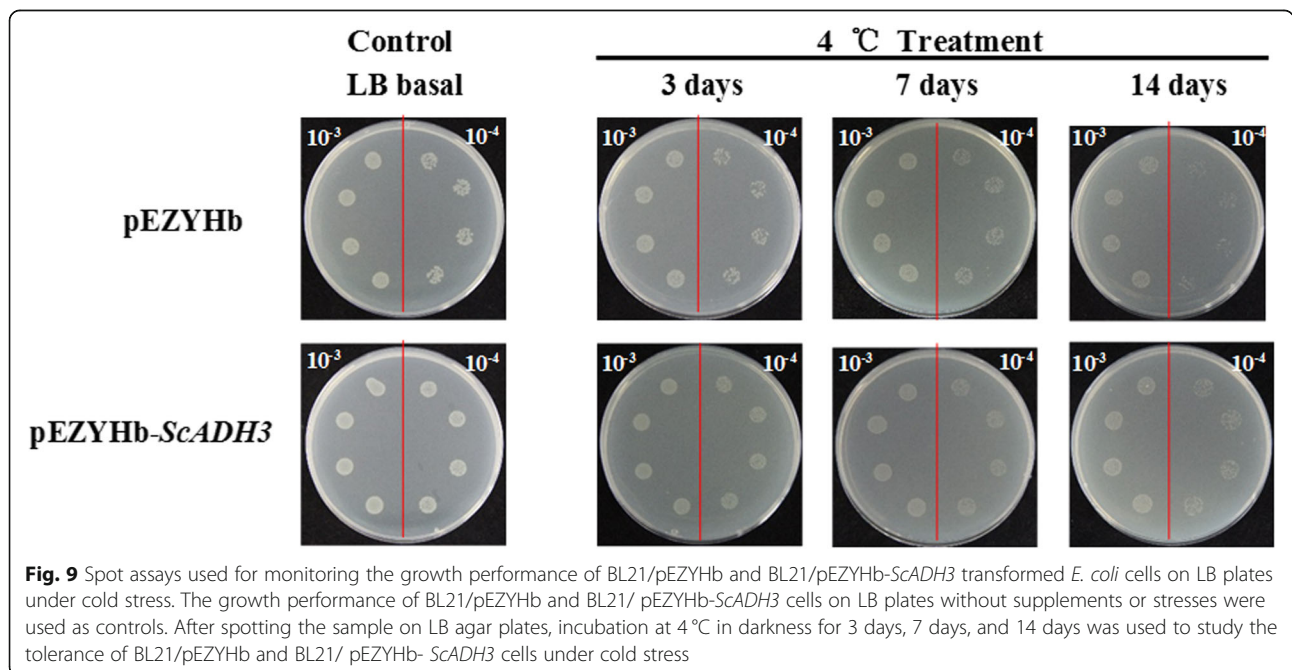 Control
4 ℃ Treatment
LB basal
3 days
7 days
14 days
pEZYHb
10-3
10-4
10-3
10-4
10-3
10-4
10-3
10-4
pEZYHb-ScADH3
10-3
10-4
10-3
10-4
10-3
10-4
10-3
10-4
Fig. 9 Spot assays used for monitoring the growth performance of BL21/pEZYHb and BL21/pEZYHb-ScADH3 transformed E. coli cells on LB plates
under cold stress. The growth performance of BL21/pEZYHb and BL21/ pEZYHb-ScADH3 cells on LB plates without supplements or stresses were
used as controls. After spotting the sample on LB agar plates, incubation at 4 °C in darkness for 3 days, 7 days, and 14 days was used to study the
tolerance of BL21/pEZYHb and BL21/ pEZYHb- ScADH3 cells under cold stress